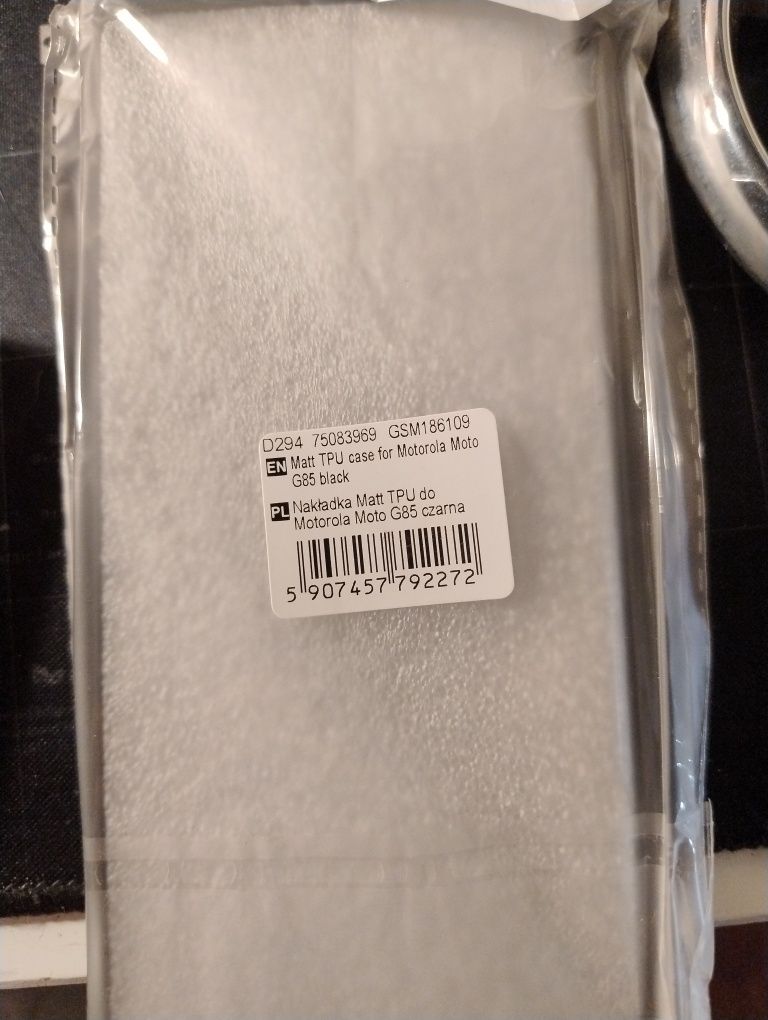 D294 75083969 GSM186109
EN Matt TPU case for Motorola Moto
G85 black
PL Nakładka Matt TPU do
Motorola Moto G85 czarna
5 907457 792272